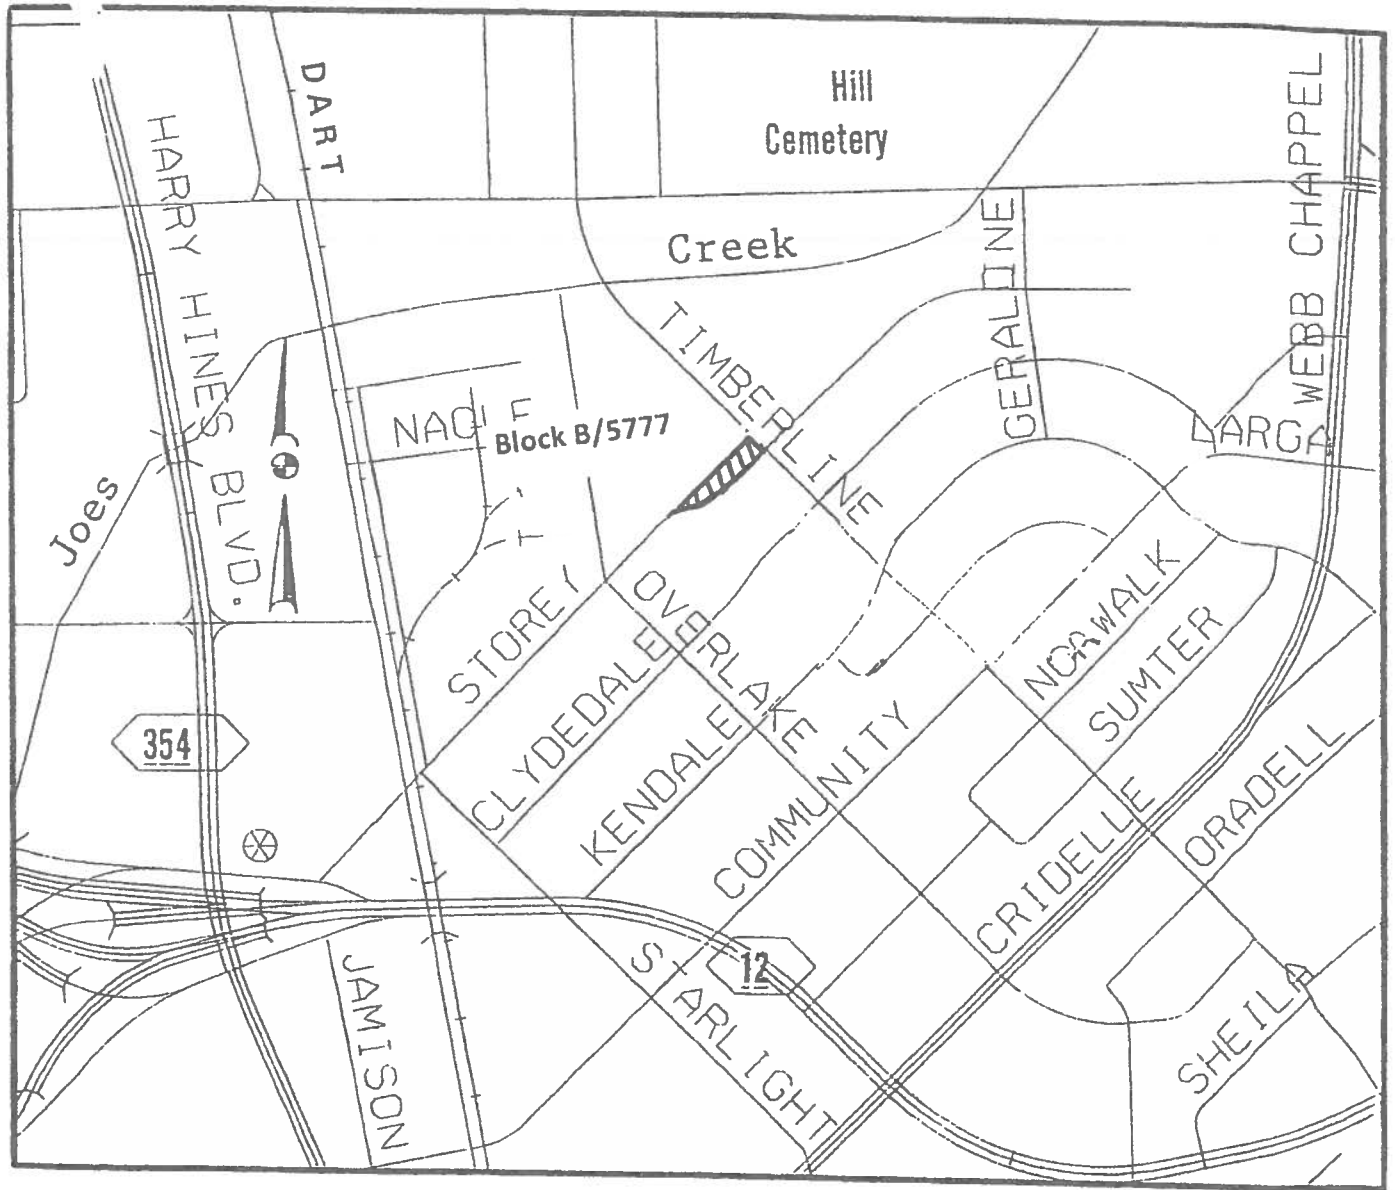 DART
Hill
Cemetery
WEBB CHAPPEL
HARRY HINES BLVD.
Creek
GERALDINE
TIMBERLINE
LARGA
Block B/5777
Joes
STOREY
OVERLAKE
CLYDEDALE
KENDALE
COMMUNITY
NORWALK
SUMTER
354
CRIDELLE
ORADELL
12
STARLIGHT
SHEILA
JAMISON